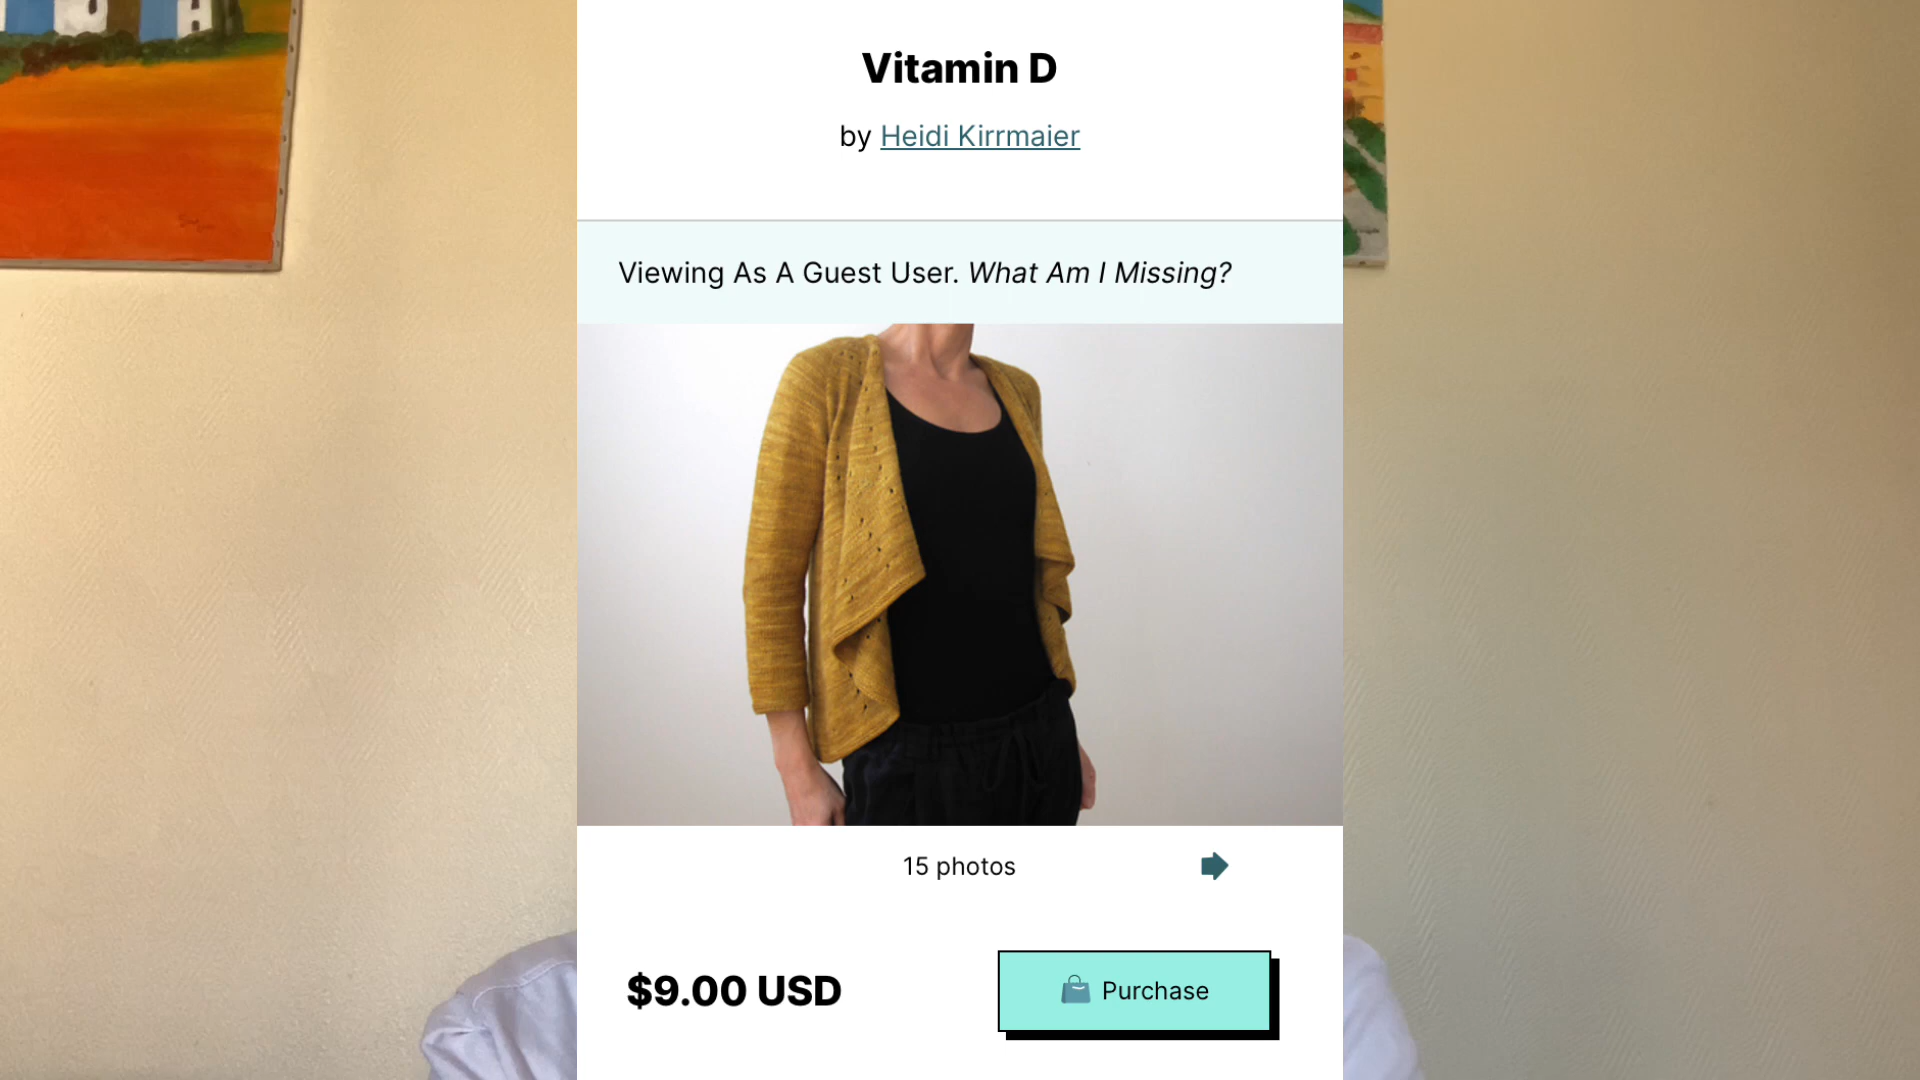 Vitamin D
by Heidi Kirrmaier
Viewing As A Guest User. What Am I Missing?
15 photos
$9.00 USD
Purchase